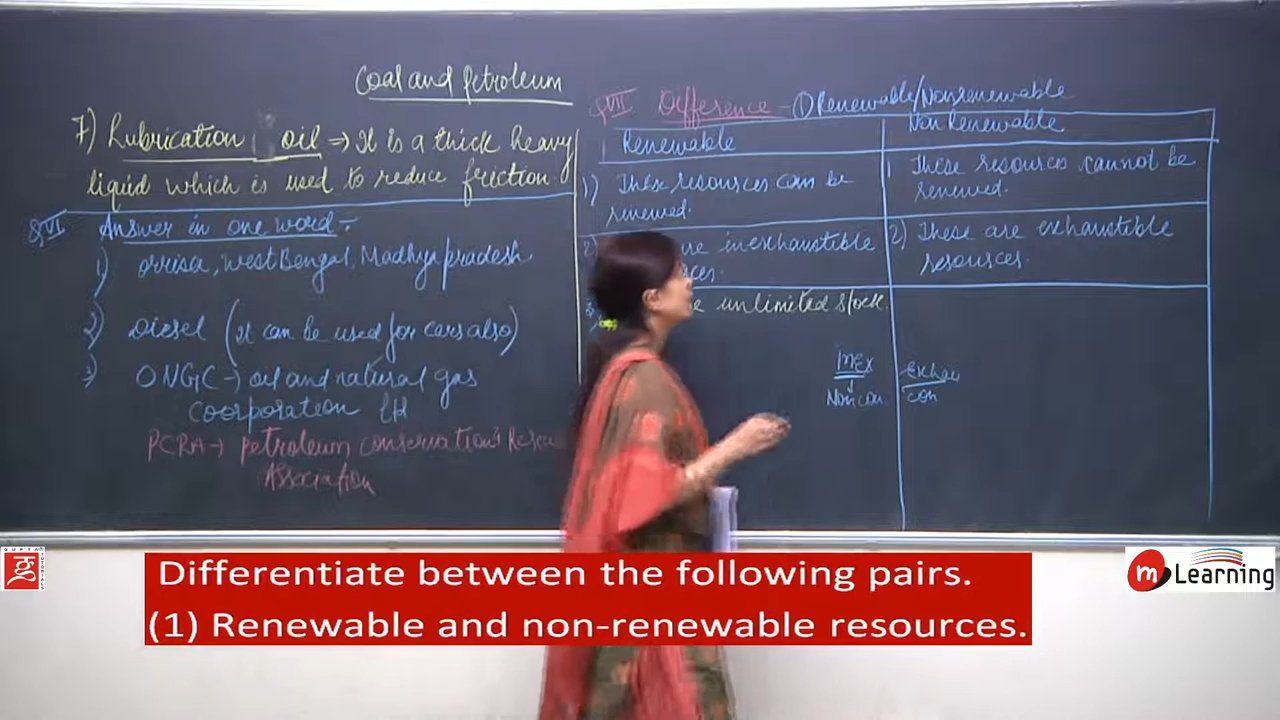 Coal and Petroleum
7) Lubrication oil → It is a thick heavy
liquid which is used to reduce friction.
Q VI Answer in one word :-
1) orrisa, West Bengal, Madhya pradesh
2) Diesel (it can be used for cars also)
3) ONGC → oil and natural gas
coorporation ltd
PCRA → petroleum conservation's
Association
Q VII Difference - (1) Renewable/Nonrenewable
Renewable
Non Renewable
1) These resources can be
renewed.
1 These resources cannot be
renewed.
2) are inexhaustible
2) These are exhaustible
resources.
3 unlimited stock.
InEx
Non con
Exhau
con
Differentiate between the following pairs.
(1) Renewable and non-renewable resources.
GUPTA
m Learning